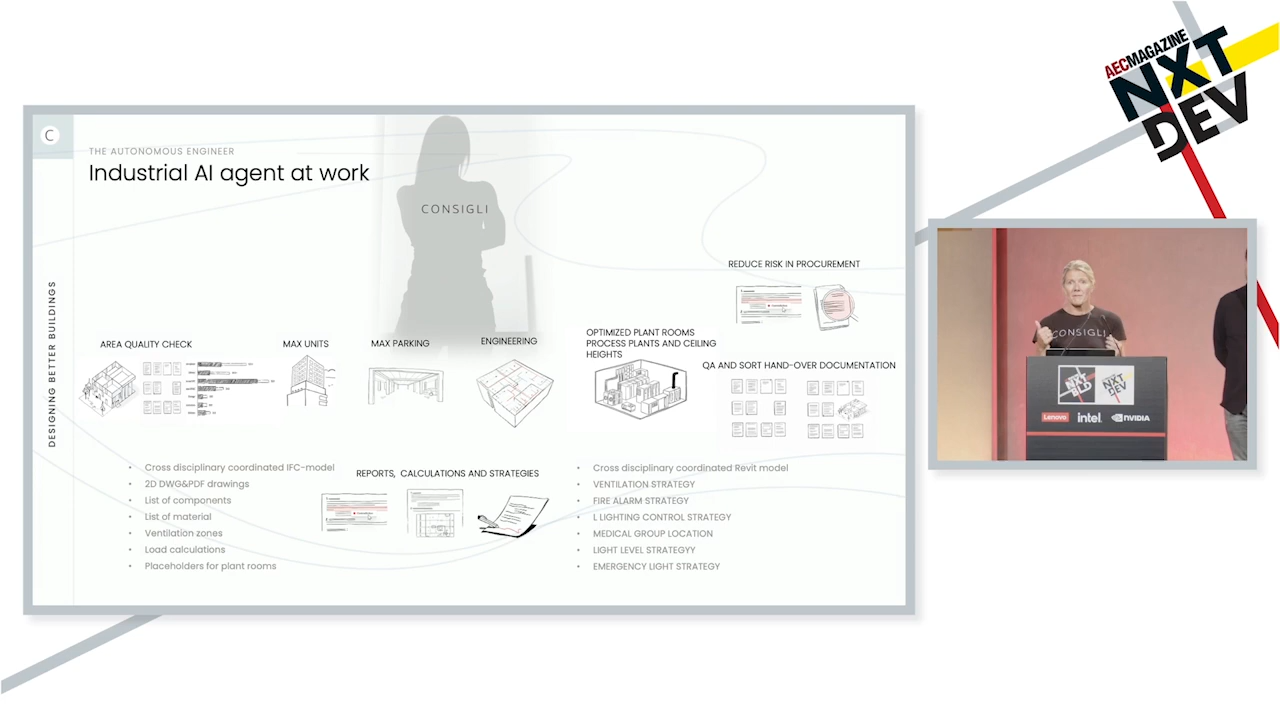 AECMAGAZINE
NXT
DEV
C
THE AUTONOMOUS ENGINEER
Industrial AI agent at work
CONSIGLI
DESIGNING BETTER BUILDINGS
REDUCE RISK IN PROCUREMENT
AREA QUALITY CHECK
MAX UNITS
MAX PARKING
ENGINEERING
OPTIMIZED PLANT ROOMS
PROCESS PLANTS AND CEILING
HEIGHTS
QA AND SORT HAND-OVER DOCUMENTATION
• Cross disciplinary coordinated IFC-model
• 2D DWG&PDF drawings
• List of components
• List of material
• Ventilation zones
• Load calculations
• Placeholders for plant rooms
REPORTS, CALCULATIONS AND STRATEGIES
• Cross disciplinary coordinated Revit model
• VENTILATION STRATEGY
• FIRE ALARM STRATEGY
• L LIGHTING CONTROL STRATEGY
• MEDICAL GROUP LOCATION
• LIGHT LEVEL STRATEGYY
• EMERGENCY LIGHT STRATEGY
CONSIGLI
NXT
BLD
NXT
DEV
Lenovo
intel.
NVIDIA